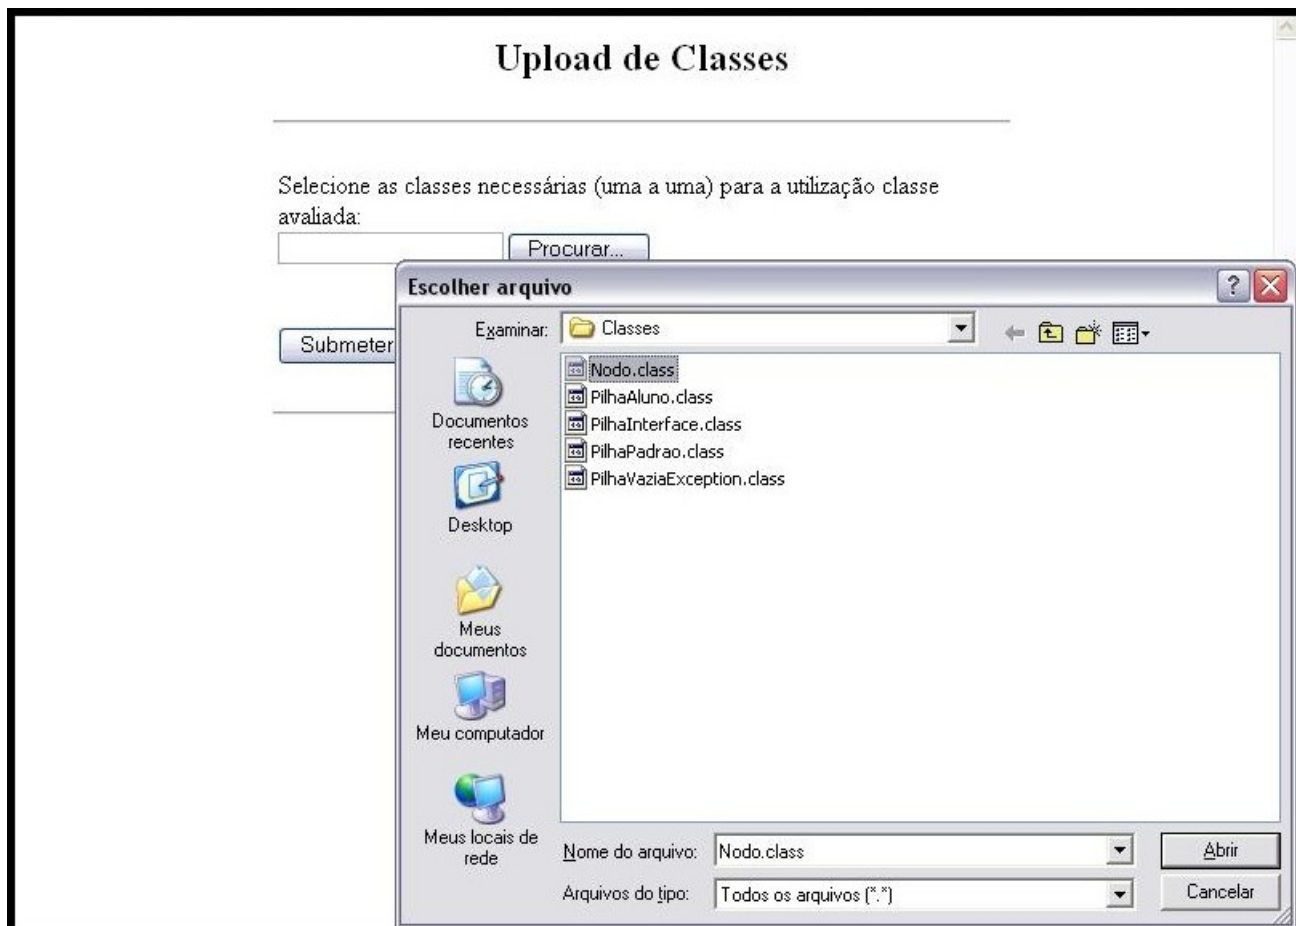 Upload de Classes
Selecione as classes necessárias (uma a uma) para a utilização classe
avaliada:
Procurar...
Submeter
Escolher arquivo
Examinar:
Classes
Nodo.class
PilhaAluno.class
PilhaInterface.class
PilhaPadrao.class
PilhaVaziaException.class
Documentos
recentes
Desktop
Meus
documentos
Meu computador
Meus locais de
rede
Nome do arquivo:
Nodo.class
Abrir
Arquivos do tipo:
Todos os arquivos (*.*)
Cancelar